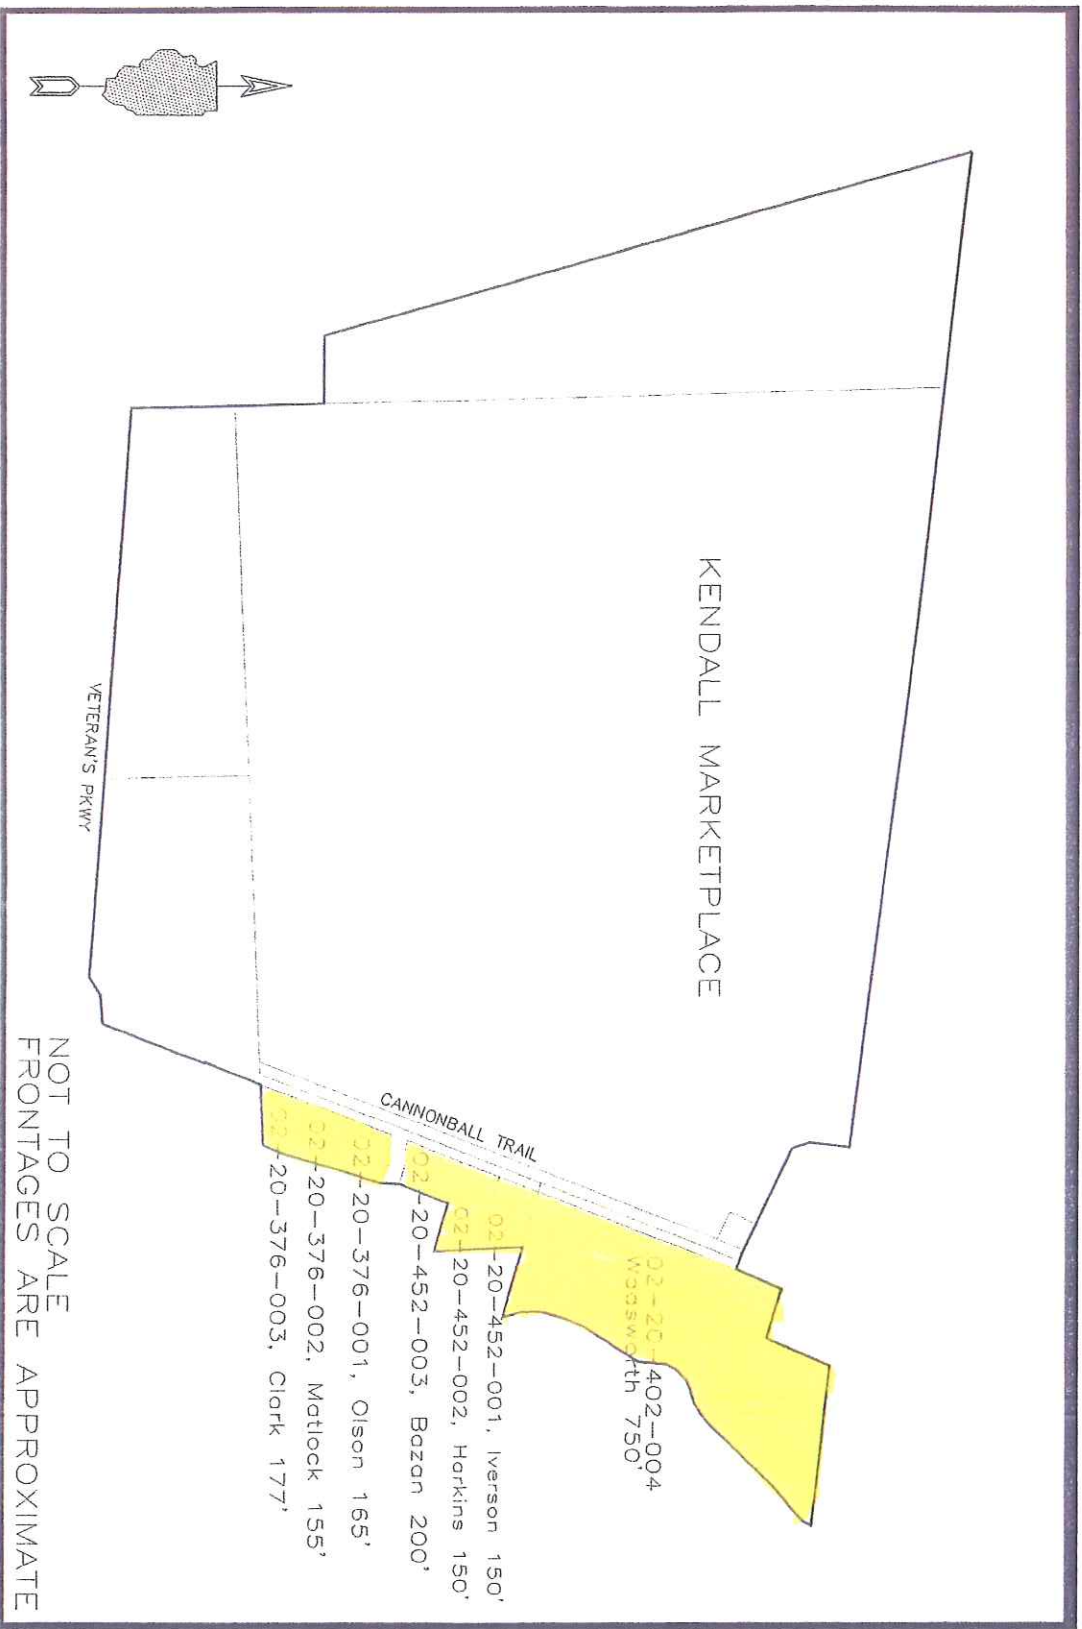 KENDALL MARKETPLACE
02-20-402-004
Wadsworth 750'
CANNONBALL TRAIL
02-20-452-001, Iverson 150'
02-20-452-002, Harkins 150'
02-20-452-003, Bazan 200'
02-20-376-001, Olson 165'
02-20-376-002, Matlock 155'
02-20-376-003, Clark 177'
VETERAN'S PKWY
NOT TO SCALE
FRONTAGES ARE APPROXIMATE